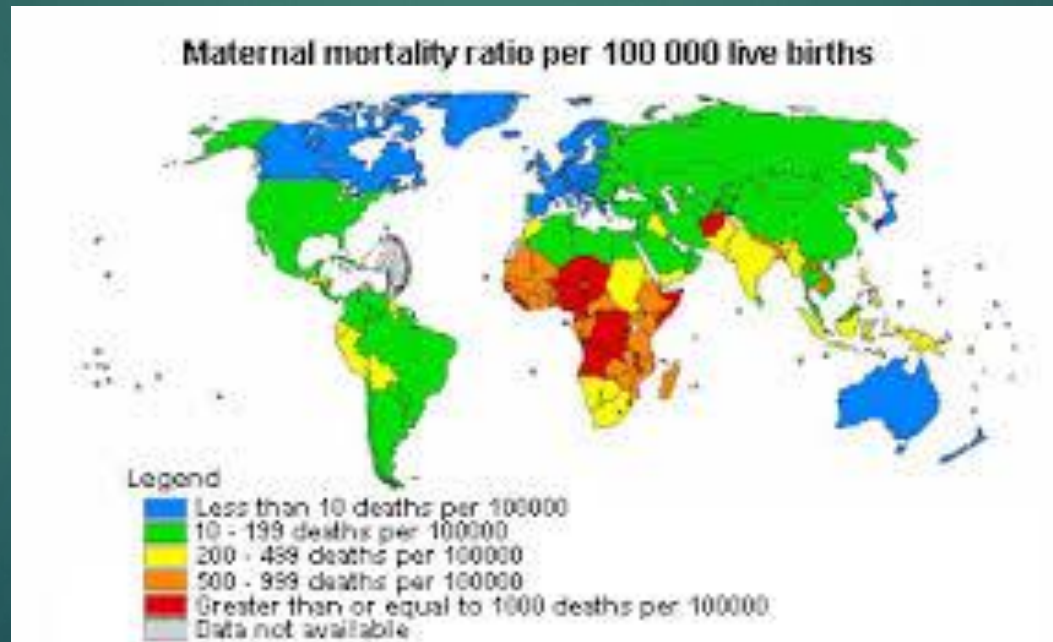 Maternal mortality ratio per 100 000 live births
Legend
Less than 10 deaths per 100000
10 - 199 deaths per 100000
200 - 499 deaths per 100000
500 - 999 deaths per 100000
Greater than or equal to 1000 deaths per 100000
Data not available